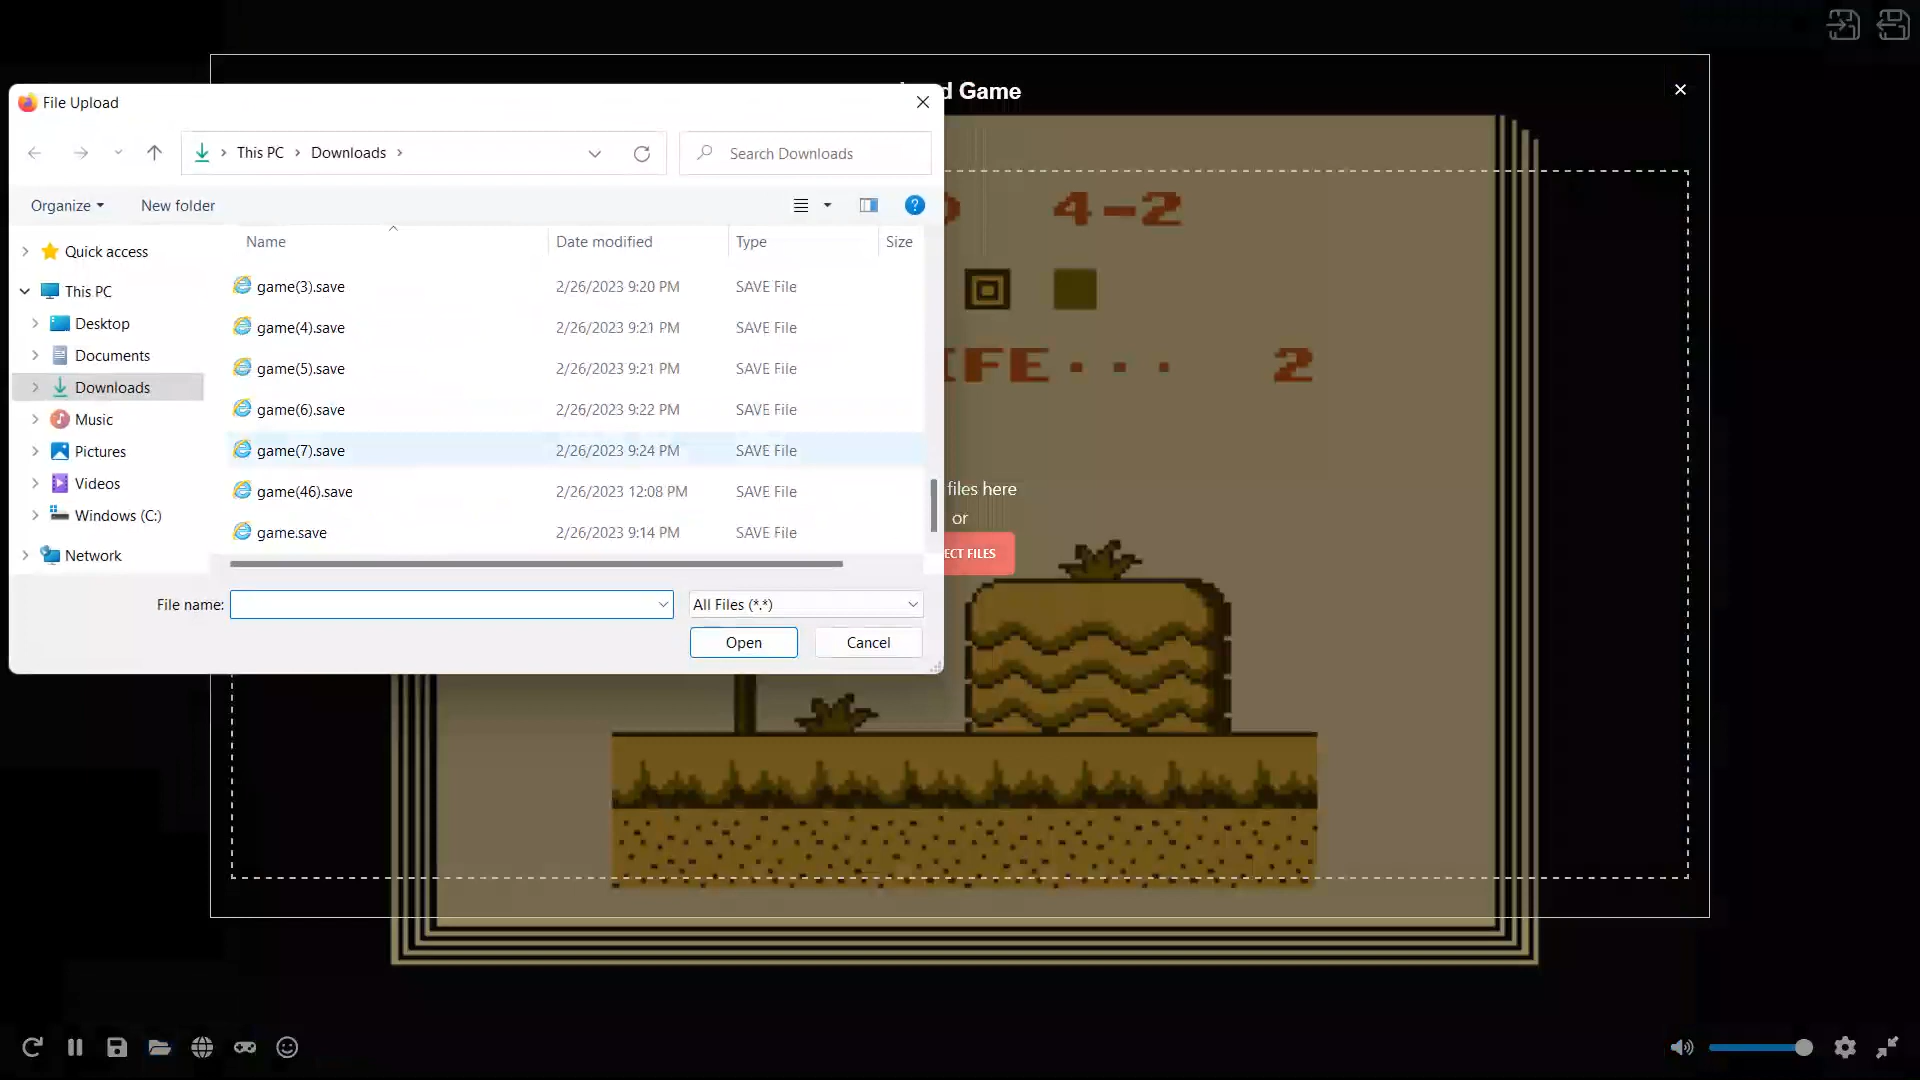 Load Game
File Upload
This PC Downloads
Search Downloads
Organize
New folder
Name Date modified Type Size
Quick access
This PC
Desktop
Documents
Downloads
Music
Pictures
Videos
Windows (C:)
Network
game(3).save 2/26/2023 9:20 PM SAVE File
game(4).save 2/26/2023 9:21 PM SAVE File
game(5).save 2/26/2023 9:21 PM SAVE File
game(6).save 2/26/2023 9:22 PM SAVE File
game(7).save 2/26/2023 9:24 PM SAVE File
game(46).save 2/26/2023 12:08 PM SAVE File
game.save 2/26/2023 9:14 PM SAVE File
File name:
All Files (*.*)
Open
Cancel
4-2
IFE... 2
files here
or
ECT FILES